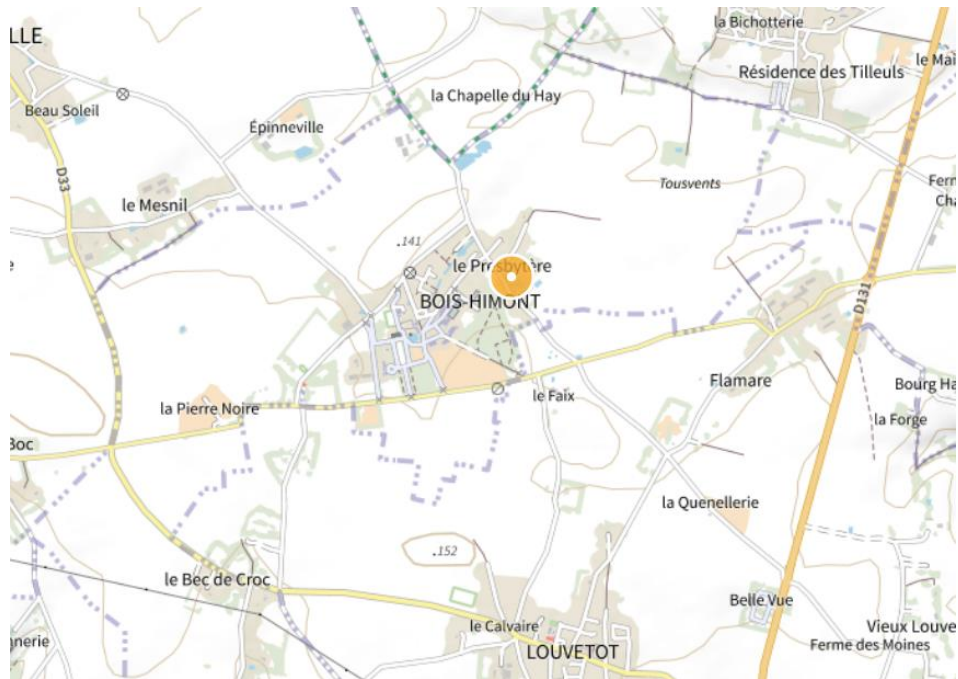 LLE
la Bichotterie
le Mai
Résidence des Tilleuls
la Chapelle du Hay
Beau Soleil
Épinneville
D33
Tousvents
Ferm
Cha
le Mesnil
.141
le Presbytère
BOIS-HIMONT
D131
Flamare
Bourg Ha
le Faix
la Pierre Noire
la Forge
Boc
la Quenellerie
.152
le Bec de Croc
Belle Vue
le Calvaire
Vieux Louve
gnerie
Ferme des Moines
LOUVETOT